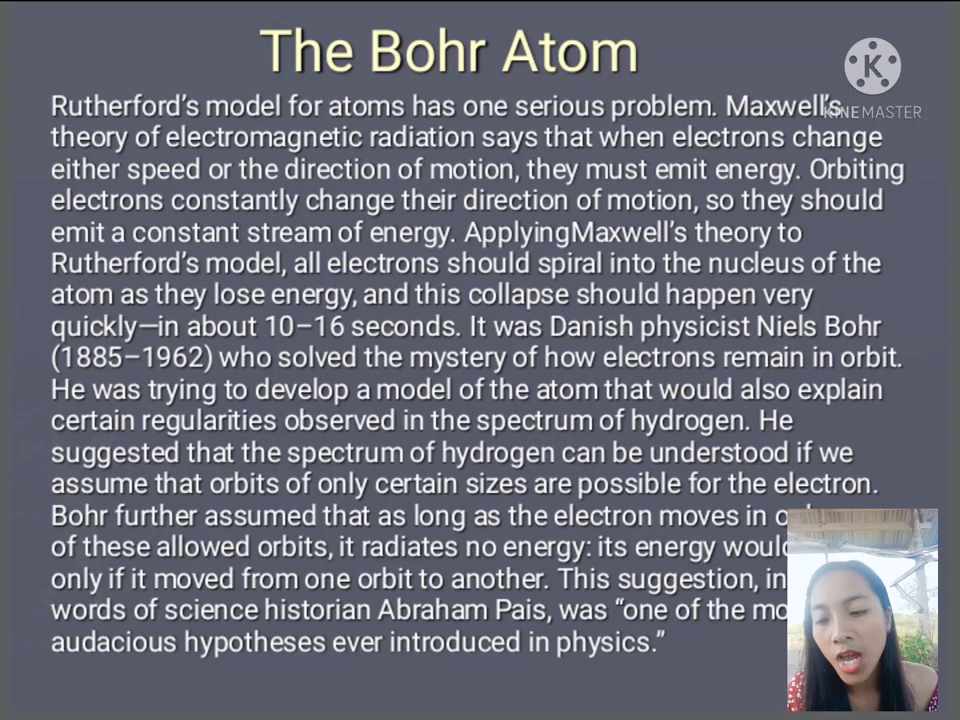 The Bohr Atom
K
KINEMASTER
Rutherford's model for atoms has one serious problem. Maxwell's
theory of electromagnetic radiation says that when electrons change
either speed or the direction of motion, they must emit energy. Orbiting
electrons constantly change their direction of motion, so they should
emit a constant stream of energy. ApplyingMaxwell's theory to
Rutherford's model, all electrons should spiral into the nucleus of the
atom as they lose energy, and this collapse should happen very
quickly—in about 10–16 seconds. It was Danish physicist Niels Bohr
(1885–1962) who solved the mystery of how electrons remain in orbit.
He was trying to develop a model of the atom that would also explain
certain regularities observed in the spectrum of hydrogen. He
suggested that the spectrum of hydrogen can be understood if we
assume that orbits of only certain sizes are possible for the electron.
Bohr further assumed that as long as the electron moves in
of these allowed orbits, it radiates no energy: its energy would
only if it moved from one orbit to another. This suggestion, in
words of science historian Abraham Pais, was “one of the
audacious hypotheses ever introduced in physics.”